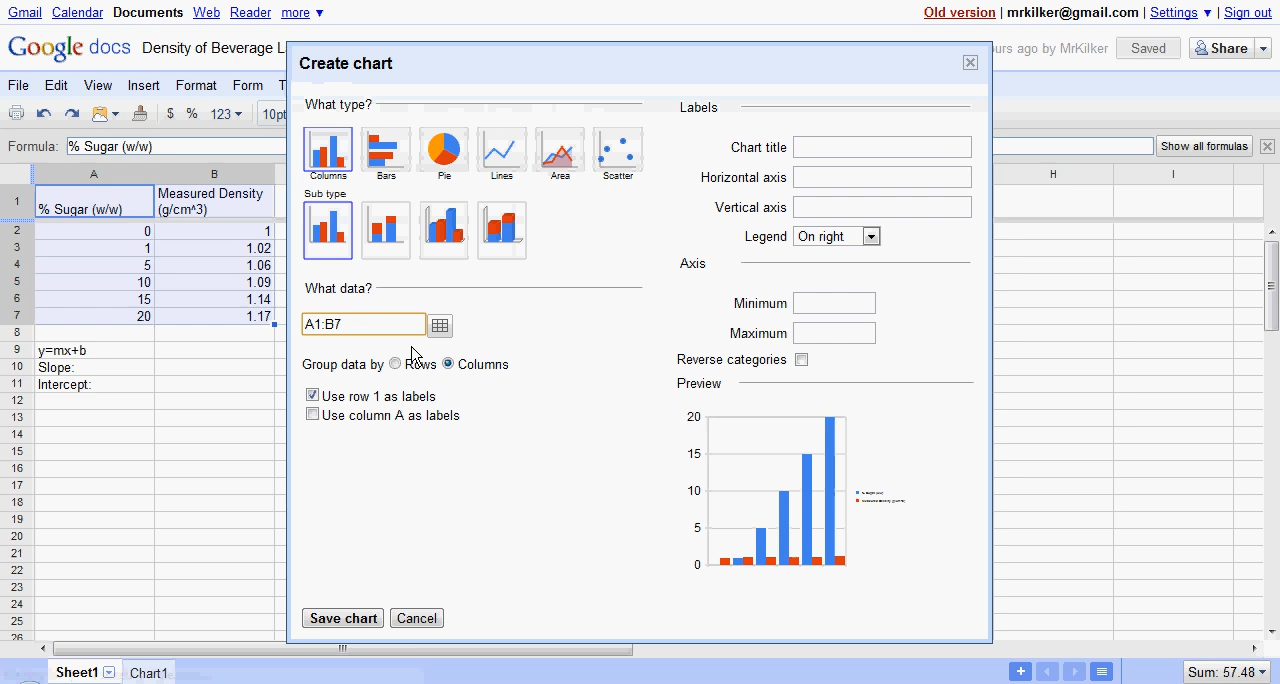 Gmail Calendar Documents Web Reader more ▼
Old version | mrkilker@gmail.com | Settings ▼ | Sign out
Google docs Density of Beverage L
urs ago by MrKilker Saved Share
File Edit View Insert Format Form T
$ % 123 10pt
Formula: % Sugar (w/w) Show all formulas
A B H I
1 % Sugar (w/w) Measured Density
(g/cm^3)
2 0 1
3 1 1.02
4 5 1.06
5 10 1.09
6 15 1.14
7 20 1.17
8
9 y=mx+b
10 Slope:
11 Intercept:
12
13
14
15
16
17
18
19
20
21
22
23
24
25
26
Create chart
What type?
Columns Bars Pie Lines Area Scatter
Sub type
What data?
A1:B7
Group data by Rows Columns
Use row 1 as labels
Use column A as labels
Save chart Cancel
Labels
Chart title
Horizontal axis
Vertical axis
Legend On right
Axis
Minimum
Maximum
Reverse categories
Preview
20
15
10
5
0
Sheet1 Chart1
Sum: 57.48